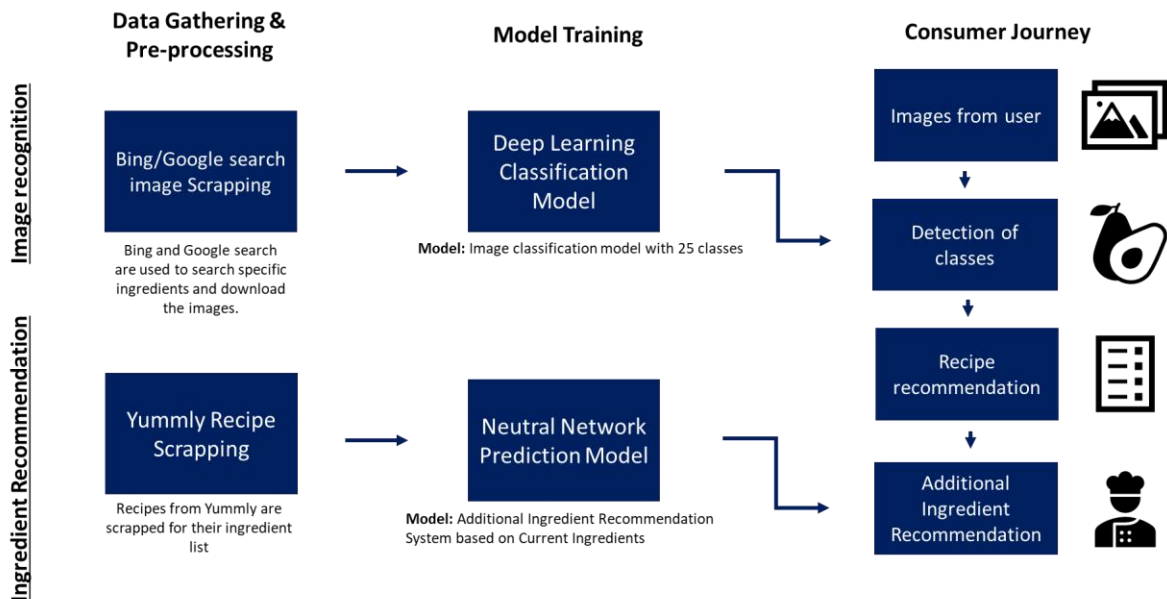 Data Gathering &
Pre-processing
Model Training
Consumer Journey
Image recognition
Bing/Google search
image Scrapping
Bing and Google search
are used to search specific
ingredients and download
the images.
Deep Learning
Classification
Model
Model: Image classification model with 25 classes
Images from user
Detection of
classes
Recipe
recommendation
Additional
Ingredient
Recommendation
Ingredient Recommendation
Yummly Recipe
Scrapping
Recipes from Yummly are
scrapped for their ingredient
list
Neutral Network
Prediction Model
Model: Additional Ingredient Recommendation
System based on Current Ingredients